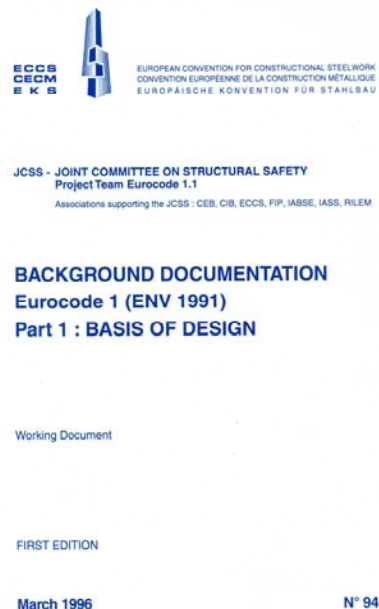 ECCS
CECM
E K S
EUROPEAN CONVENTION FOR CONSTRUCTIONAL STEELWORK
CONVENTION EUROPÉENNE DE LA CONSTRUCTION MÉTALLIQUE
EUROPÄISCHE KONVENTION FÜR STAHLBAU
JCSS - JOINT COMMITTEE ON STRUCTURAL SAFETY
Project Team Eurocode 1.1
Associations supporting the JCSS : CEB, CIB, ECCS, FIP, IABSE, IASS, RILEM
BACKGROUND DOCUMENTATION
Eurocode 1 (ENV 1991)
Part 1 : BASIS OF DESIGN
Working Document
FIRST EDITION
March 1996
N° 94